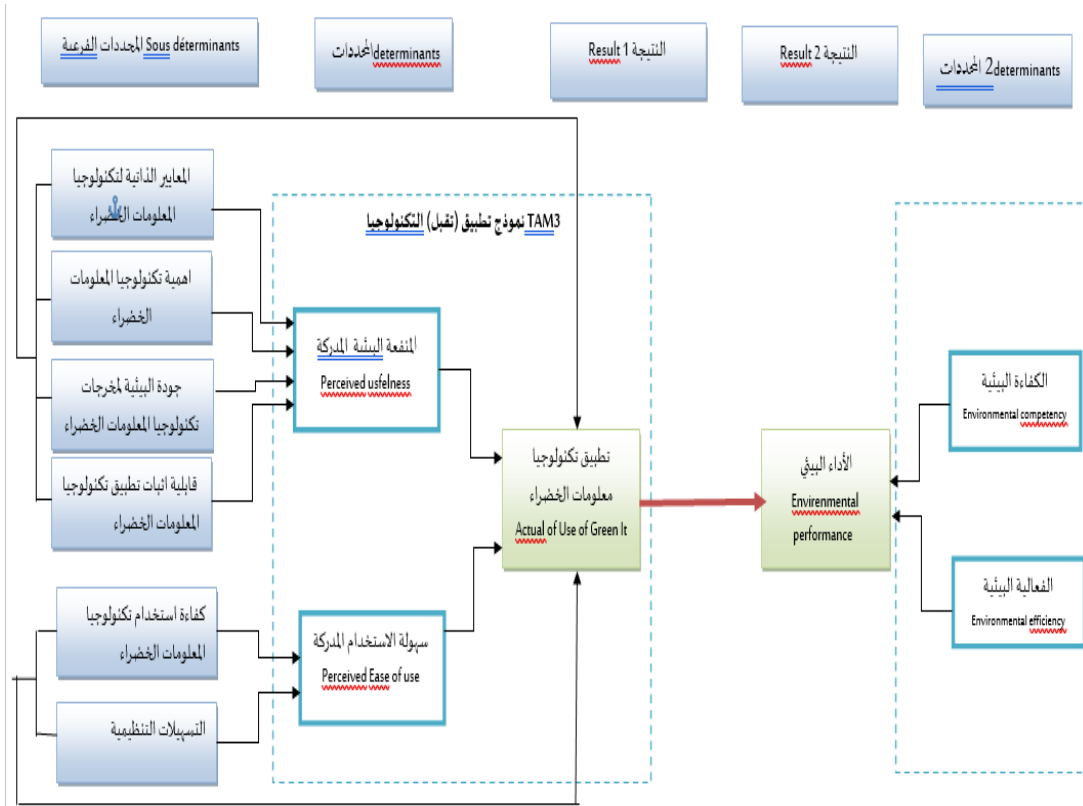 المحددات الفرعية Sous déterminants
المحددات determinants
النتيجة Result 1
النتيجة Result 2
المحددات 2 determinants
المعايير الذاتية لتكنولوجيا
المعلومات الخضراء
اهمية تكنولوجيا المعلومات
الخضراء
جودة البيئية لمخرجات
تكنولوجيا المعلومات الخضراء
قابلية اثبات تطبيق تكنولوجيا
المعلومات الخضراء
كفاءة استخدام تكنولوجيا
المعلومات الخضراء
التسهيلات التنظيمية
TAM3 نموذج تطبيق (تقبل) التكنولوجيا
المنفعة البيئية المدركة
Perceived usfelness
سهولة الاستخدام المدركة
Perceived Ease of use
تطبيق تكنولوجيا
معلومات الخضراء
Actual of Use of Green It
الأداء البيئي
Envirenmental
performance
الكفاءة البيئية
Environmental competency
الفعالية البيئية
Environmental efficiency